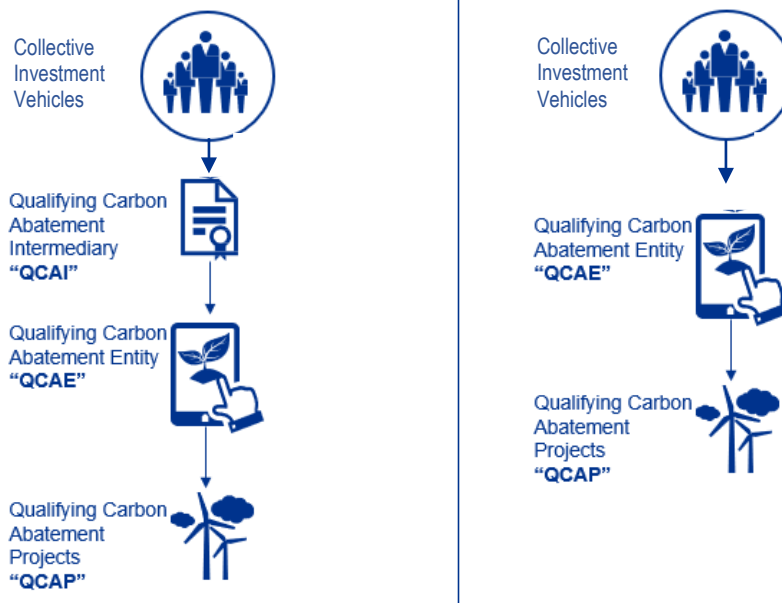 Collective
Investment
Vehicles
Qualifying Carbon
Abatement
Intermediary
“QCAI”
Qualifying Carbon
Abatement Entity
“QCAE”
Qualifying Carbon
Abatement
Projects
“QCAP”
Collective
Investment
Vehicles
Qualifying Carbon
Abatement Entity
“QCAE”
Qualifying Carbon
Abatement
Projects
“QCAP”